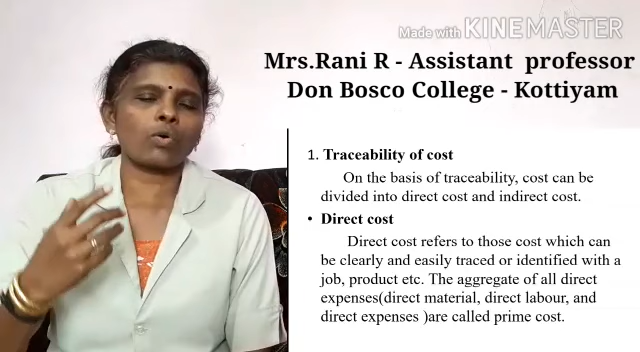 Made with KINEMASTER
Mrs.Rani R - Assistant professor
Don Bosco College - Kottiyam
1. Traceability of cost
On the basis of traceability, cost can be
divided into direct cost and indirect cost.
• Direct cost
Direct cost refers to those cost which can
be clearly and easily traced or identified with a
job, product etc. The aggregate of all direct
expenses(direct material, direct labour, and
direct expenses )are called prime cost.